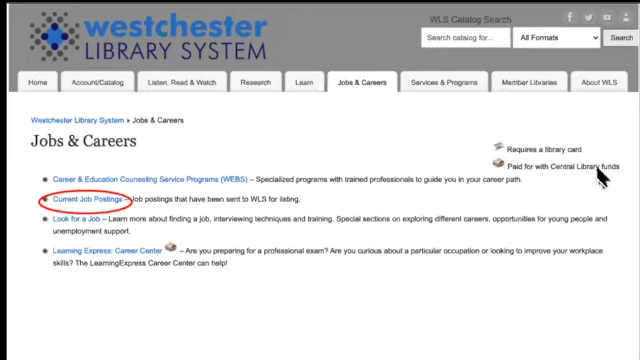 westchester
LIBRARY SYSTEM
WLS Catalog Search
Search catalog for...
All Formats
Search
Home
Account/Catalog
Listen, Read & Watch
Research
Learn
Jobs & Careers
Services & Programs
Member Libraries
About WLS
Westchester Library System » Jobs & Careers
Jobs & Careers
Requires a library card
Paid for with Central Library funds
Career & Education Counseling Service Programs (WEBS) – Specialized programs with trained professionals to guide you in your career path.
Current Job Postings – Job postings that have been sent to WLS for listing.
Look for a Job – Learn more about finding a job, interviewing techniques and training. Special sections on exploring different careers, opportunities for young people and
unemployment support.
Learning Express: Career Center – Are you preparing for a professional exam? Are you curious about a particular occupation or looking to improve your workplace
skills? The LearningExpress Career Center can help!